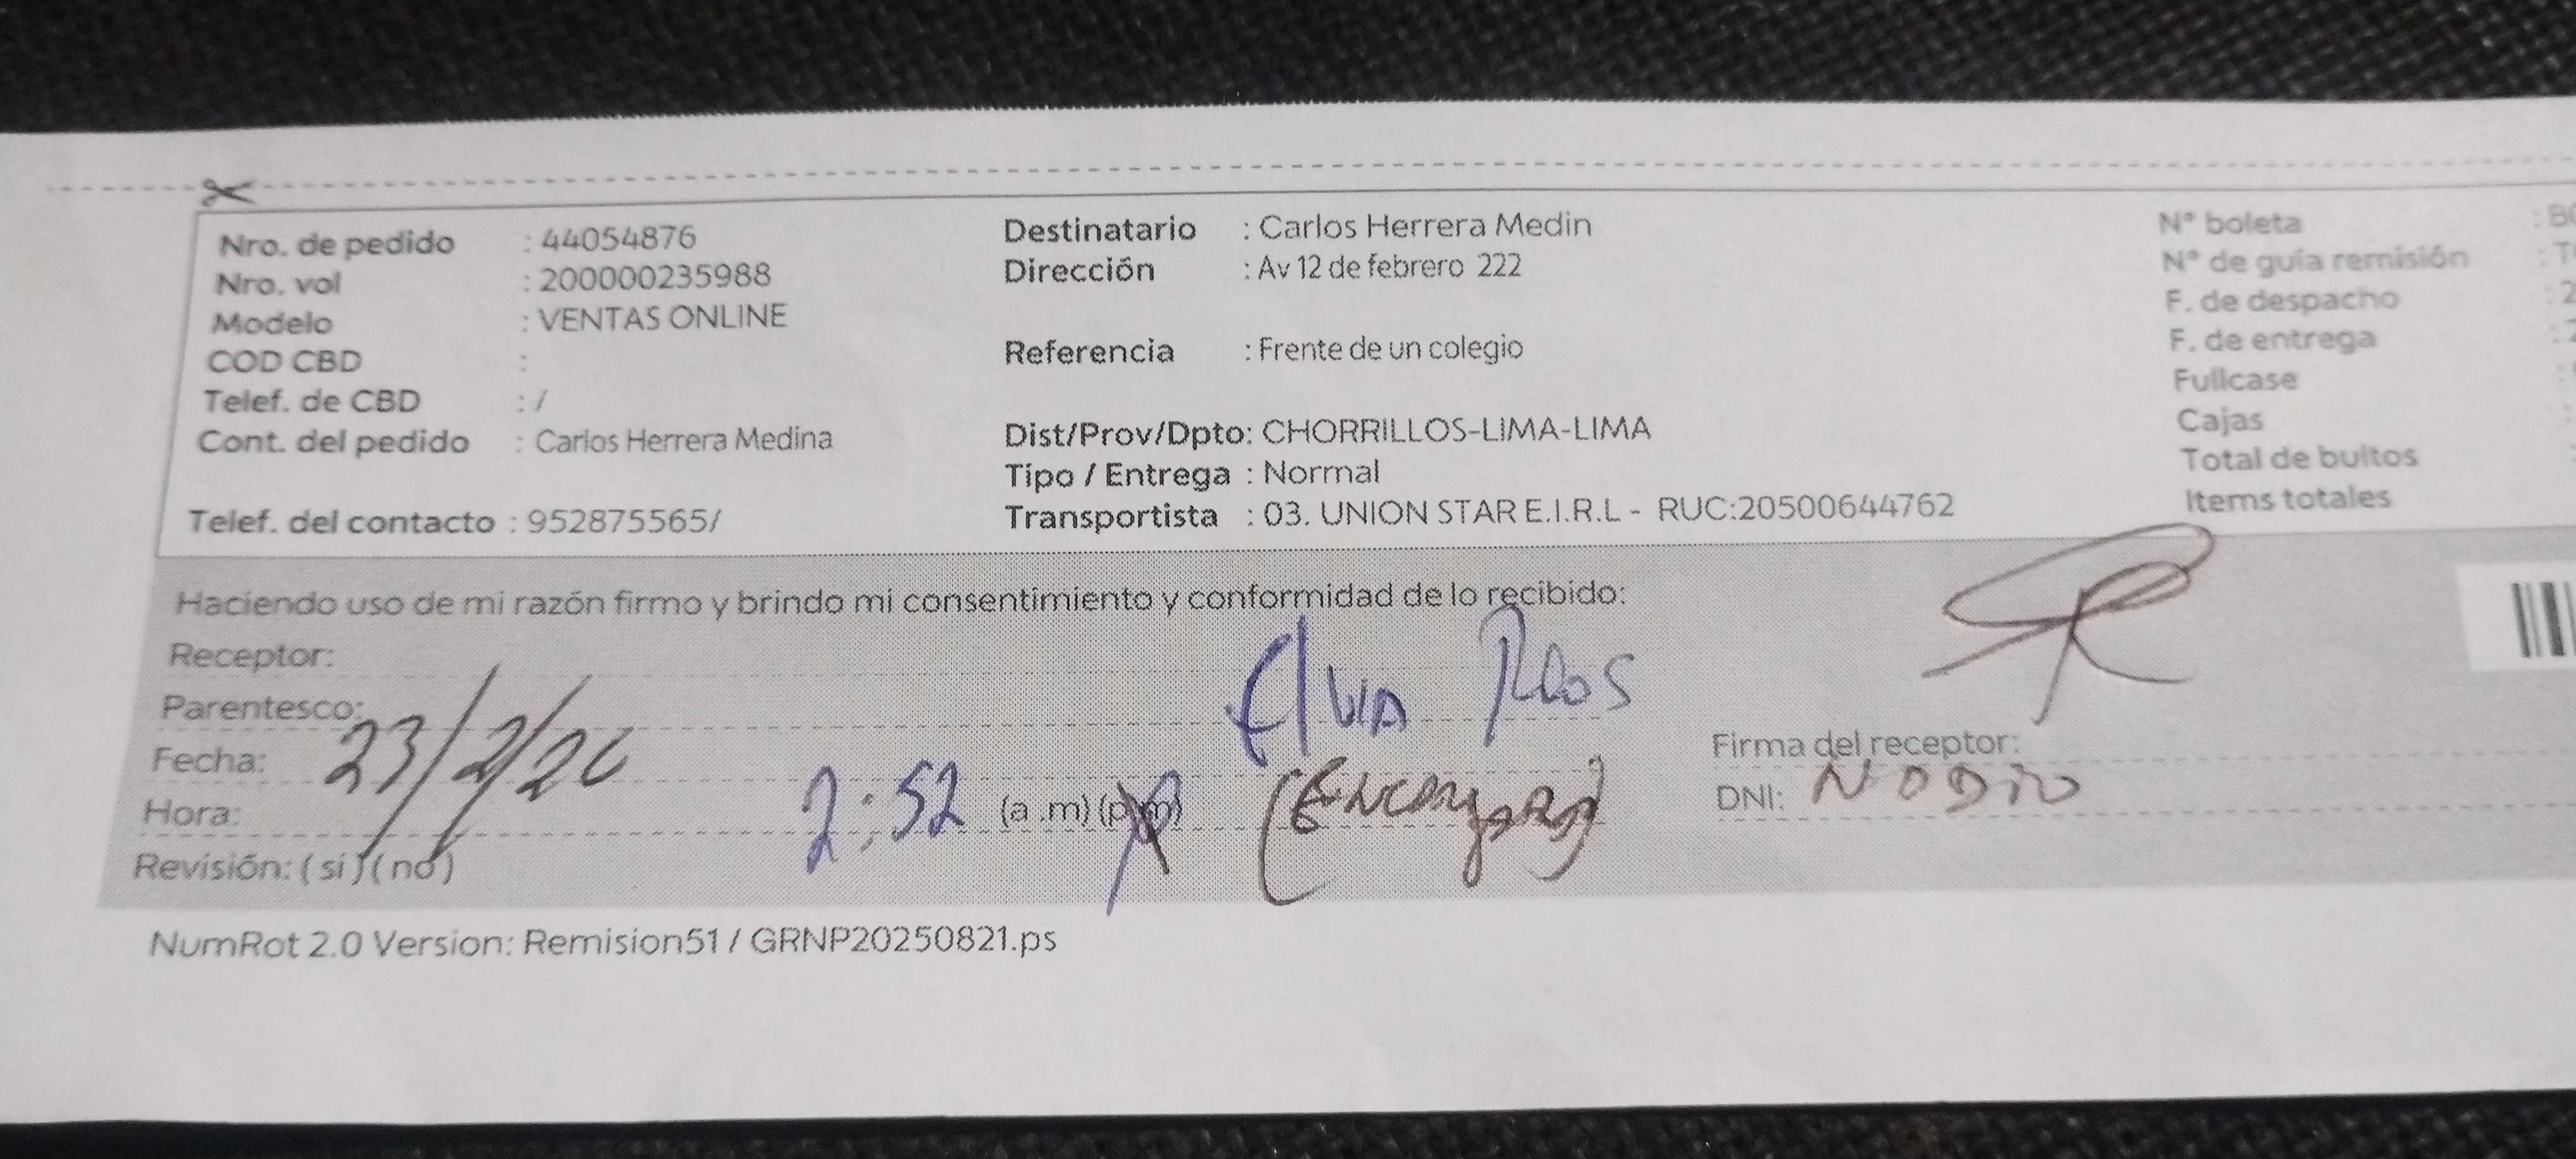 Nro. de pedido : 44054876
Nro. vol : 200000235988
Modelo : VENTAS ONLINE
COD CBD :
Telef. de CBD : /
Cont. del pedido : Carlos Herrera Medina
Telef. del contacto : 952875565/
Destinatario : Carlos Herrera Medin
Dirección : Av 12 de febrero 222
Referencia : Frente de un colegio
Dist/Prov/Dpto: CHORRILLOS-LIMA-LIMA
Tipo / Entrega : Normal
Transportista : 03. UNION STAR E.I.R.L - RUC:20500644762
N° boleta
N° de guía remisión
F. de despacho
F. de entrega
Fullcase
Cajas
Total de bultos
Items totales
Haciendo uso de mi razón firmo y brindo mi consentimiento y conformidad de lo recibido:
Receptor:
Parentesco:
Fecha: 23/2/26
Hora: 2:52 (a .m) (p.m)
Revisión: ( si ) ( no )
Elvia Rios
(Encargada)
Firma del receptor:
DNI: NO DIO
NumRot 2.0 Version: Remision51 / GRNP20250821.ps